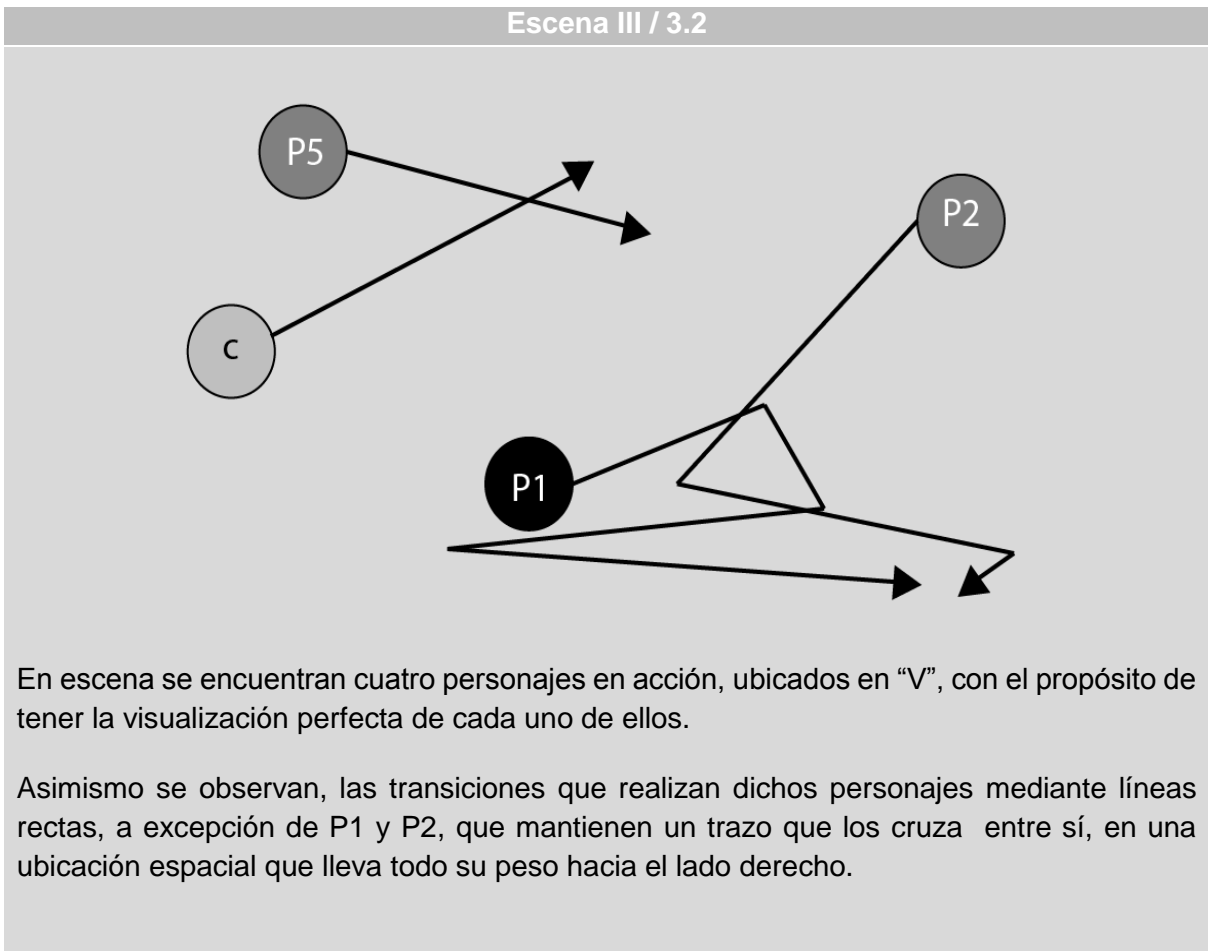 Escena III / 3.2
P5
P2
C
P1
En escena se encuentran cuatro personajes en acción, ubicados en “V”, con el propósito de
tener la visualización perfecta de cada uno de ellos.
Asimismo se observan, las transiciones que realizan dichos personajes mediante líneas
rectas, a excepción de P1 y P2, que mantienen un trazo que los cruza entre sí, en una
ubicación espacial que lleva todo su peso hacia el lado derecho.